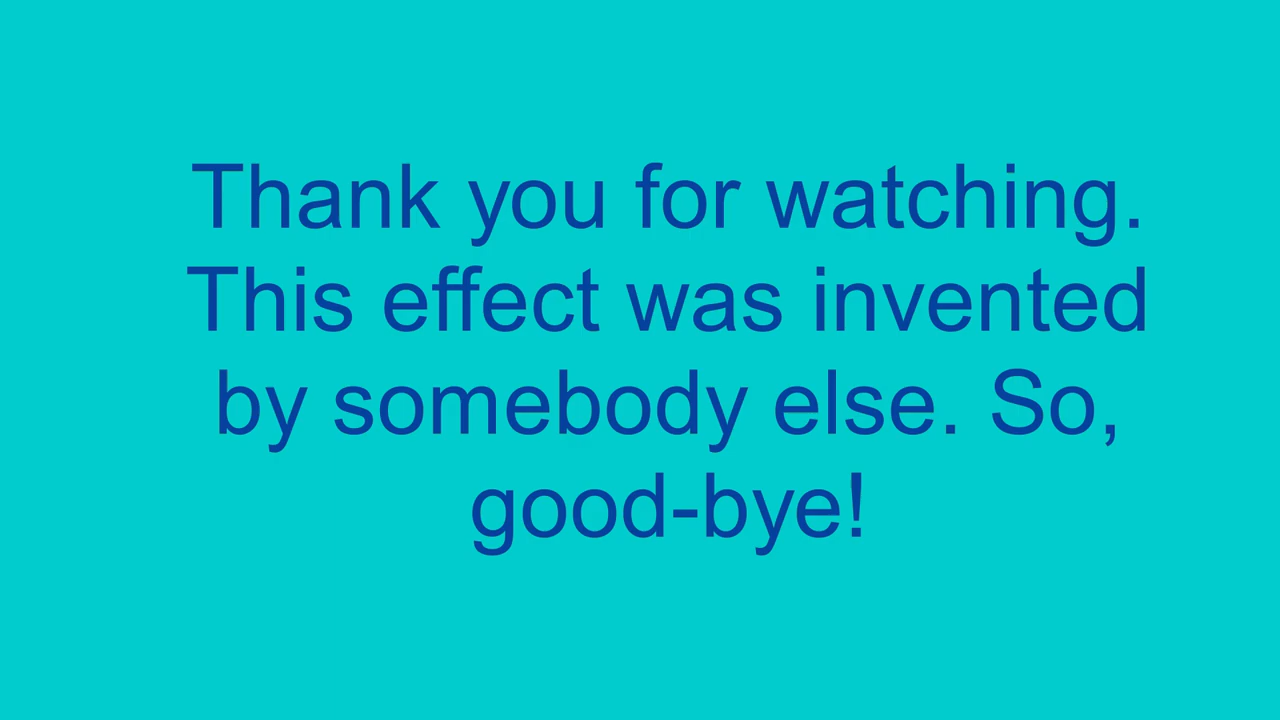 Thank you for watching.
This effect was invented
by somebody else. So,
good-bye!